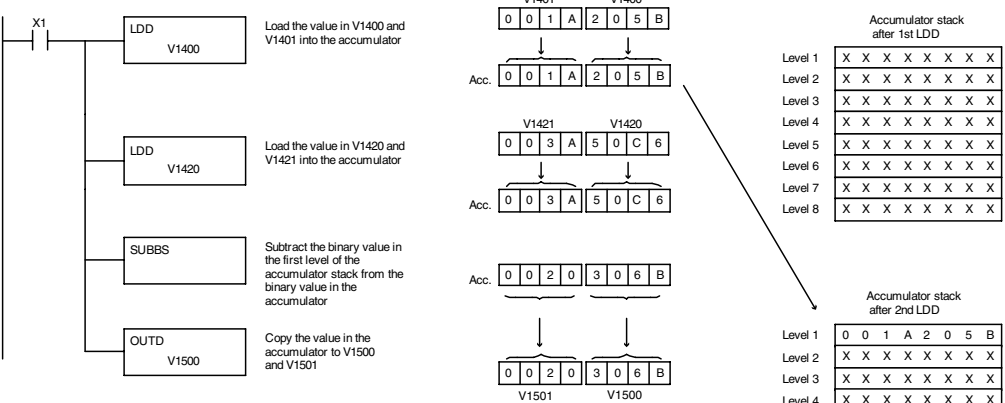 X1
LDD
V1400
Load the value in V1400 and
V1401 into the accumulator
LDD
V1420
Load the value in V1420 and
V1421 into the accumulator
SUBBS
Subtract the binary value in
the first level of the
accumulator stack from the
binary value in the
accumulator
OUTD
V1500
Copy the value in the
accumulator to V1500
and V1501
V1401 V1400
0 0 1 A 2 0 5 B
Acc. 0 0 1 A 2 0 5 B
V1421 V1420
0 0 3 A 5 0 C 6
Acc. 0 0 3 A 5 0 C 6
Acc. 0 0 2 0 3 0 6 B
0 0 2 0 3 0 6 B
V1501 V1500
Accumulator stack
after 1st LDD
Level 1 X X X X X X X X
Level 2 X X X X X X X X
Level 3 X X X X X X X X
Level 4 X X X X X X X X
Level 5 X X X X X X X X
Level 6 X X X X X X X X
Level 7 X X X X X X X X
Level 8 X X X X X X X X
Accumulator stack
after 2nd LDD
Level 1 0 0 1 A 2 0 5 B
Level 2 X X X X X X X X
Level 3 X X X X X X X X
Level 4 X X X X X X X X